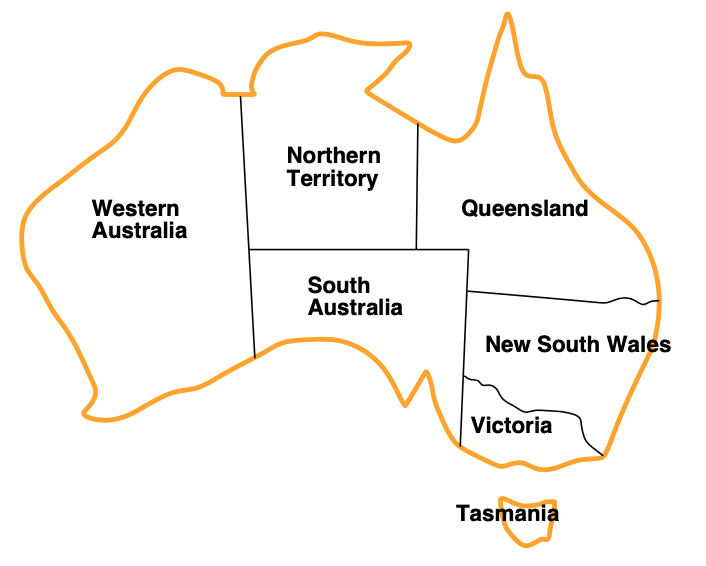 Northern
Territory
Western
Australia
Queensland
South
Australia
New South Wales
Victoria
Tasmania